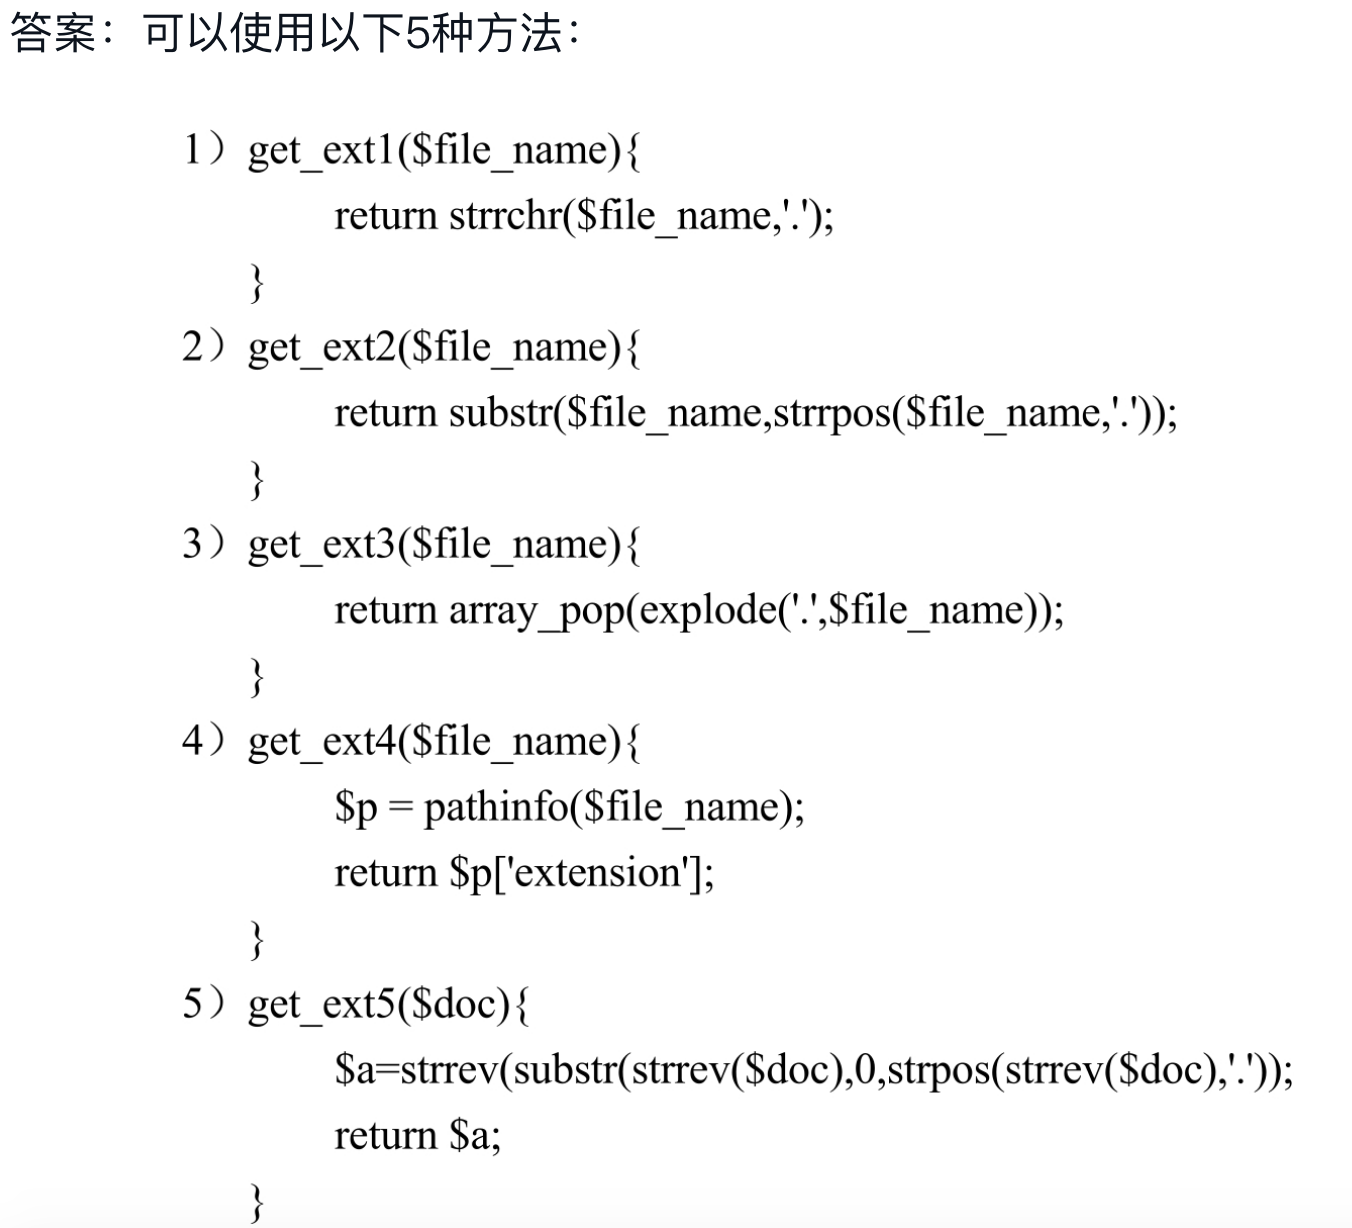 答案：可以使用以下5种方法：
1）get_ext1($file_name){
return strrchr($file_name,'.');
}
2）get_ext2($file_name){
return substr($file_name,strrpos($file_name,'.'));
}
3）get_ext3($file_name){
return array_pop(explode('.',$file_name));
}
4）get_ext4($file_name){
$p = pathinfo($file_name);
return $p['extension'];
}
5）get_ext5($doc){
$a=strrev(substr(strrev($doc),0,strpos(strrev($doc),'.'));
return $a;
}